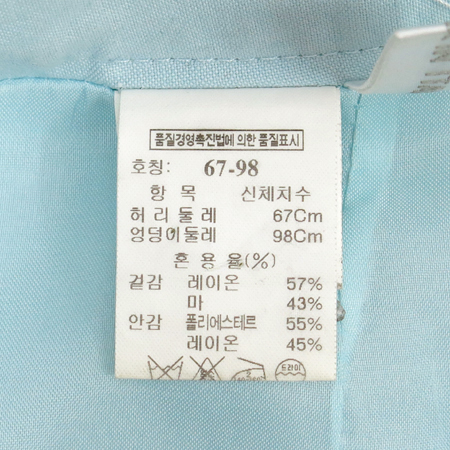 품질경영촉진법에 의한 품질표시
호칭: 67-98
항 목 신체치수
허리둘레 67Cm
엉덩이둘레 98Cm
혼 용 율(%)
겉감 레이온 57%
마 43%
안감 폴리에스테르 55%
레이온 45%
드라이